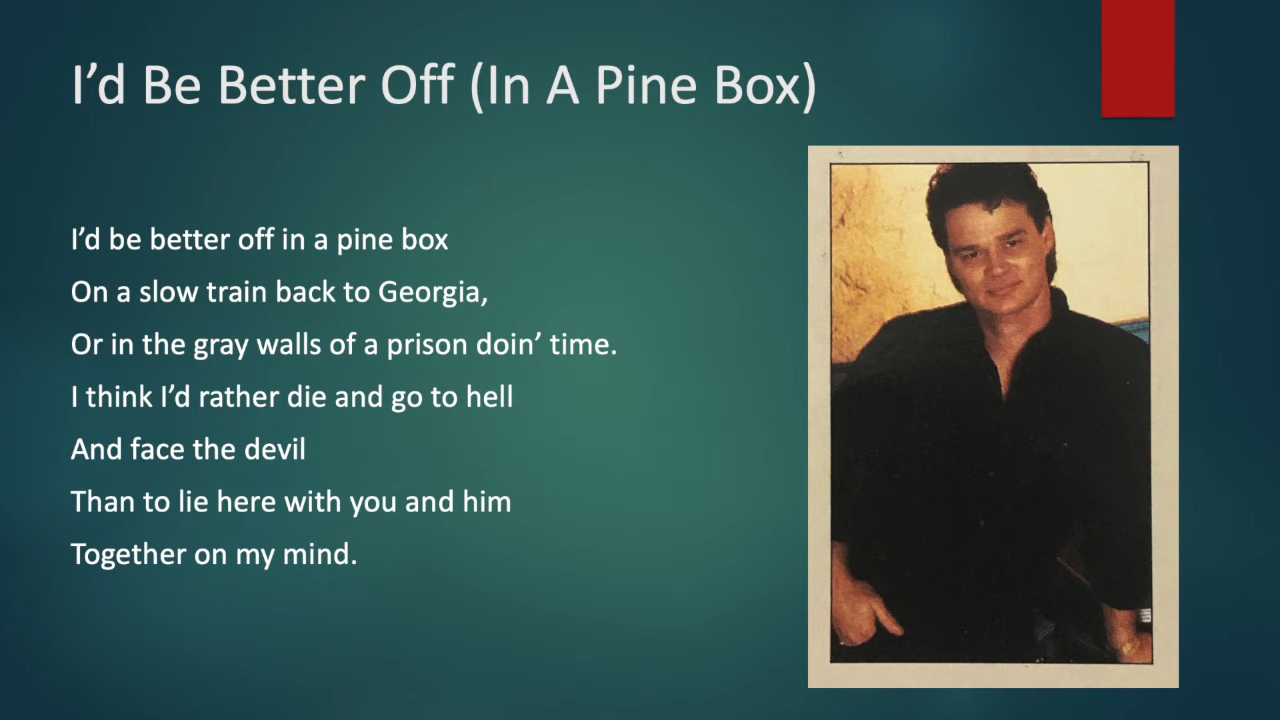 I’d Be Better Off (In A Pine Box)
I’d be better off in a pine box
On a slow train back to Georgia,
Or in the gray walls of a prison doin’ time.
I think I’d rather die and go to hell
And face the devil
Than to lie here with you and him
Together on my mind.